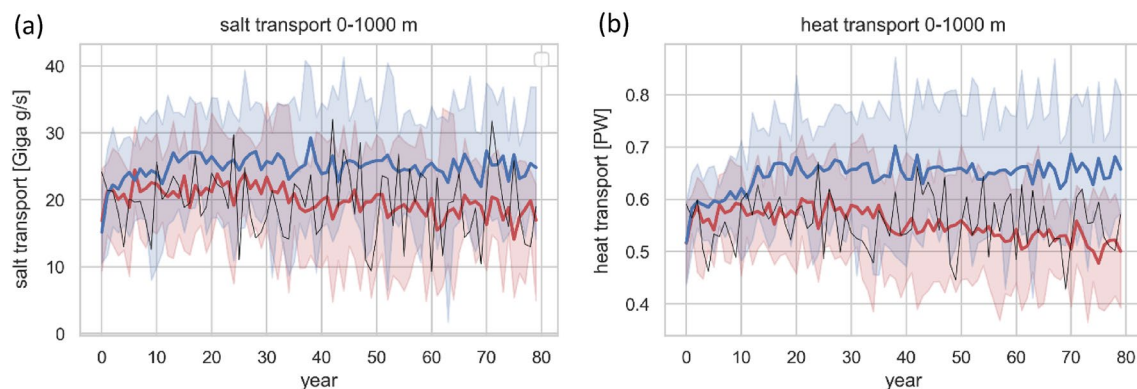 (a)
salt transport 0-1000 m
salt transport [Giga g/s]
40
30
20
10
0
0 10 20 30 40 50 60 70 80
year
(b)
heat transport 0-1000 m
heat transport [PW]
0.8
0.7
0.6
0.5
0.4
0 10 20 30 40 50 60 70 80
year